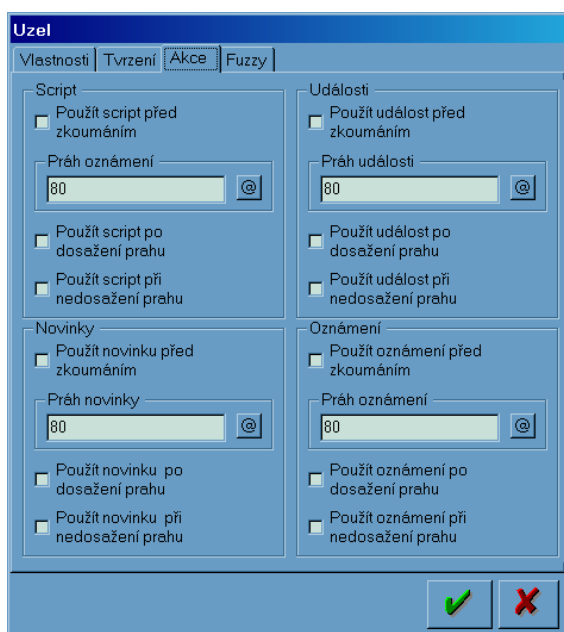 Uzel
Vlastnosti Tvrzení Akce Fuzzy
Script
Použít script před
zkoumáním
Práh oznámení
80 @
Použít script po
dosažení prahu
Použít script při
nedosažení prahu
Události
Použít událost před
zkoumáním
Práh události
80 @
Použít událost po
dosažení prahu
Použít událost při
nedosažení prahu
Novinky
Použít novinku před
zkoumáním
Práh novinky
80 @
Použít novinku  po
dosažení prahu
Použít novinku  při
nedosažení prahu
Oznámení
Použít oznámení před
zkoumáním
Práh oznámení
80 @
Použít oznámení po
dosažení prahu
Použít oznámení při
nedosažení prahu